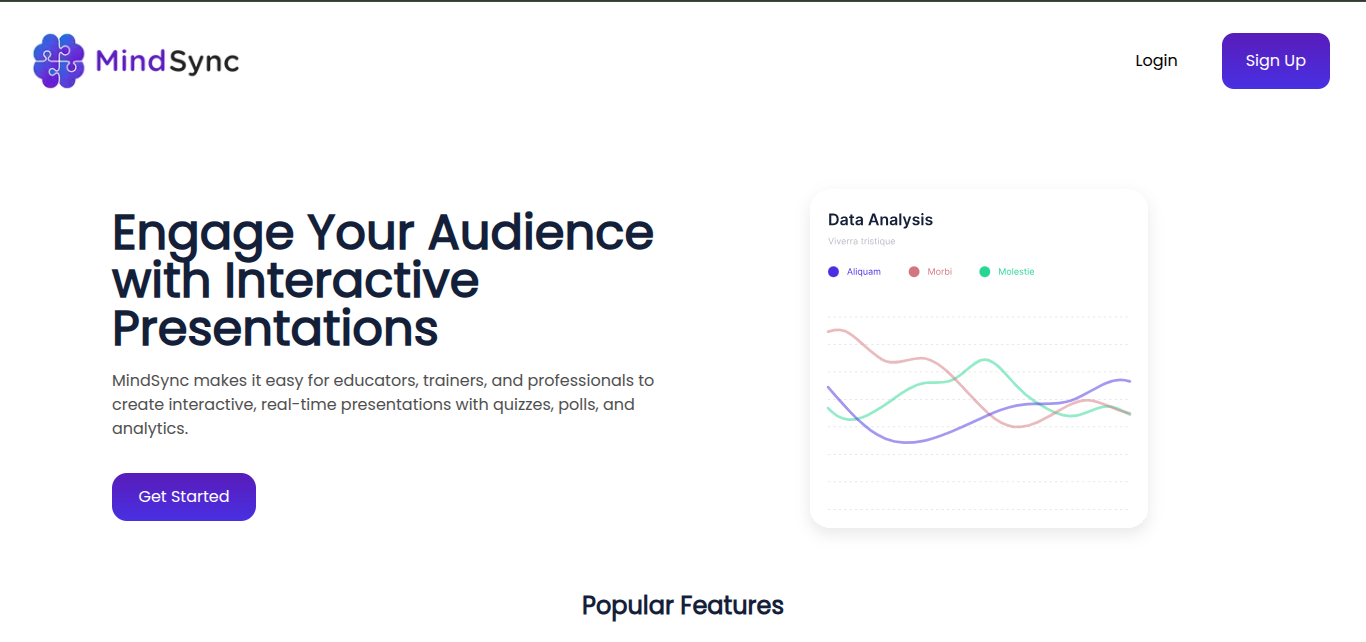 MindSync
Login
Sign Up
Engage Your Audience
with Interactive
Presentations
MindSync makes it easy for educators, trainers, and professionals to
create interactive, real-time presentations with quizzes, polls, and
analytics.
Get Started
Data Analysis
Viverra tristique
Aliquam Morbi Molestie
Popular Features